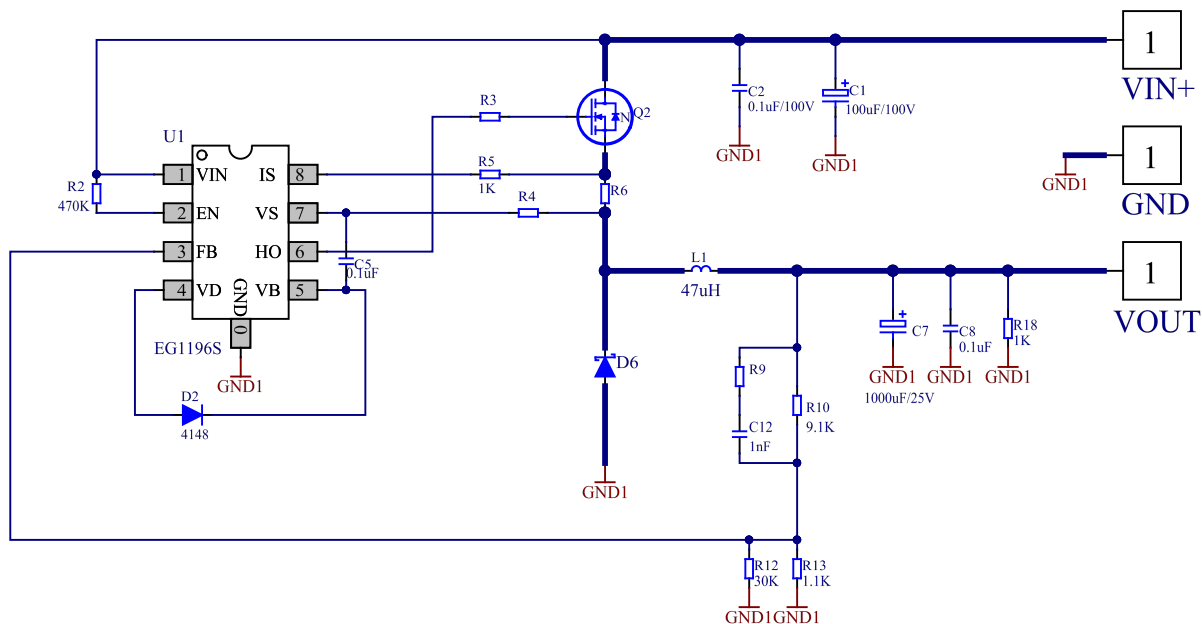 1
VIN+
C2
0.1uF/100V
C1
100uF/100V
GND1
GND1
R3
N
Q2
U1
1
GND1
GND
R2
470K
1 VIN IS 8
2 EN VS 7
3 FB HO 6
4 VD VB 5
GND
0
EG1196S
GND1
R5
1K
R4
R6
C5
0.1uF
D2
4148
L1
47uH
1
VOUT
D6
GND1
C7
GND1
1000uF/25V
C8
0.1uF
GND1
R18
1K
GND1
R9
C12
1nF
R10
9.1K
R12
30K
R13
1.1K
GND1
GND1